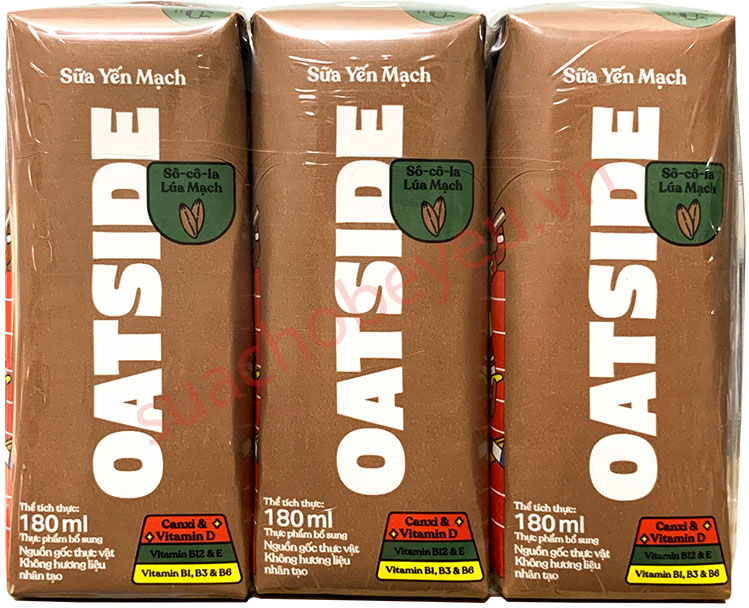 Sữa Yến Mạch
OATSIDE
Sô-cô-la
Lúa Mạch
Thể tích thực:
180 ml
Thực phẩm bổ sung
Nguồn gốc thực vật
Không hương liệu
nhân tạo
Canxi &
Vitamin D
Vitamin B12 & E
Vitamin B1, B3 & B6
Sữa Yến Mạch
OATSIDE
Sô-cô-la
Lúa Mạch
Thể tích thực:
180 ml
Thực phẩm bổ sung
Nguồn gốc thực vật
Không hương liệu
nhân tạo
Canxi &
Vitamin D
Vitamin B12 & E
Vitamin B1, B3 & B6
Sữa Yến Mạch
OATSIDE
Sô-cô-la
Lúa Mạch
Thể tích thực:
180 ml
Thực phẩm bổ sung
Nguồn gốc thực vật
Không hương liệu
nhân tạo
Canxi &
Vitamin D
Vitamin B12 & E
Vitamin B1, B3 & B6
suachobeyeu.vn